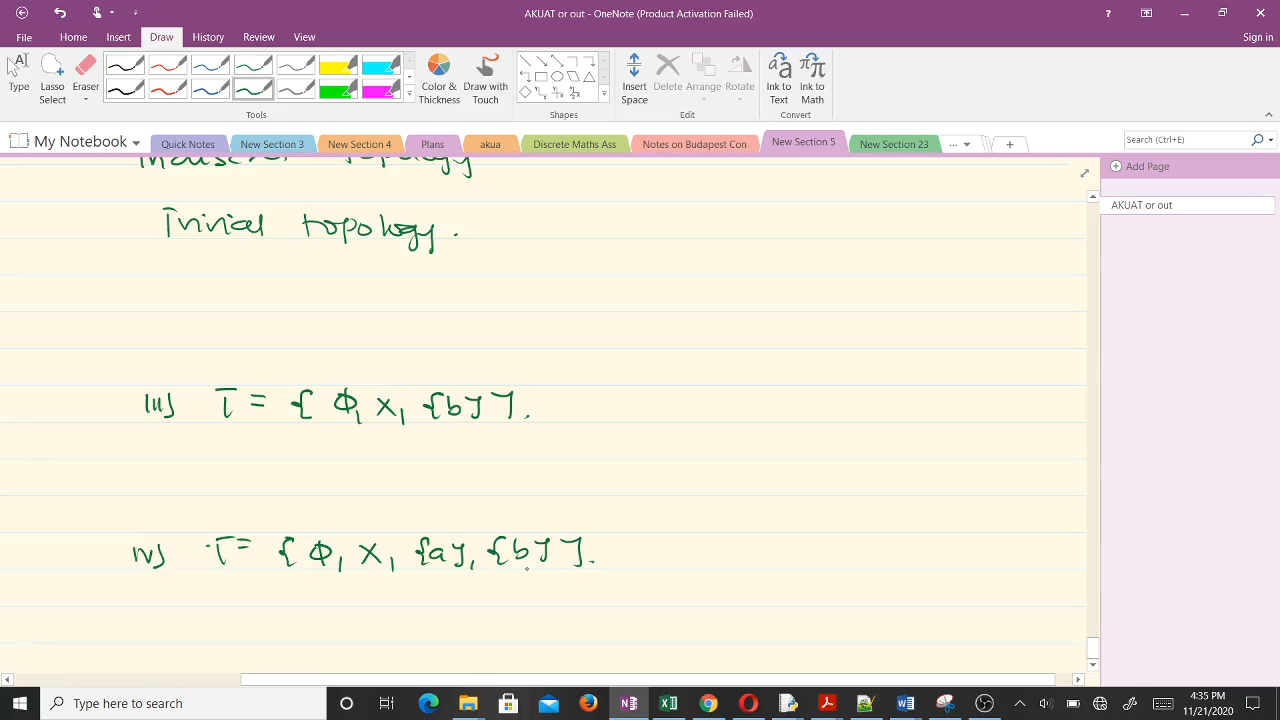 AKUAT or out - OneNote (Product Activation Failed)
File Home Insert Draw History Review View Sign in
Type Lasso Select Eraser Color & Thickness Draw with Touch Insert Space Delete Arrange Rotate Ink to Text Ink to Math
Tools Shapes Edit Convert
My Notebook Quick Notes New Section 3 New Section 4 Plans akua Discrete Maths Ass Notes on Budapest Con New Section 5 New Section 23 ... Search (Ctrl+E)
Add Page
AKUAT or out
topology
Trivial topology.
iii) τ = { Φ, X, {b} }.
iv) τ = { Φ, X, {a}, {b} }.
Type here to search
4:35 PM
11/21/2020